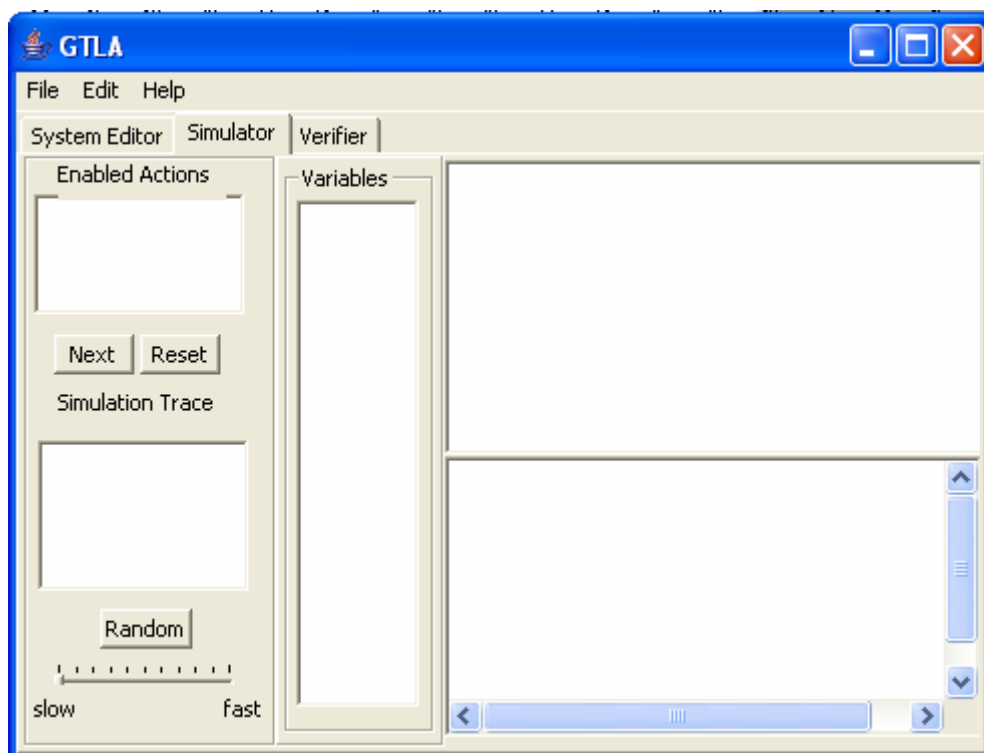 GTLA
File Edit Help
System Editor Simulator Verifier
Enabled Actions
Variables
Next Reset
Simulation Trace
Random
slow fast